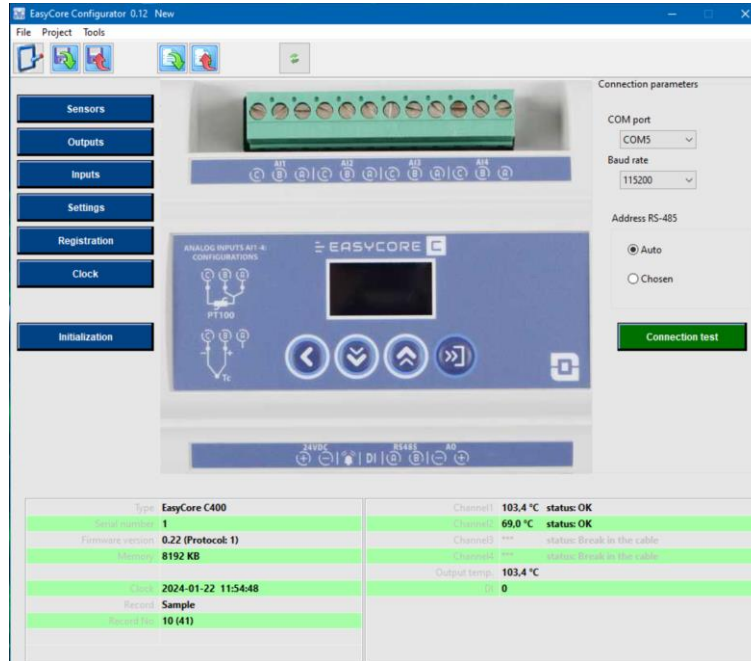 EasyCore Configurator 0.12 New
File Project Tools
Sensors
Outputs
Inputs
Settings
Registration
Clock
Initialization
AI1 AI2 AI3 AI4
C B A C B A C B A C B A
ANALOG INPUTS AI1-4:
CONFIGURATIONS
EASYCORE C
C B A
PT100
C B A
Tc
24VDC RS485 AO
DI A B
Connection parameters
COM port
COM5
Baud rate
115200
Address RS-485
Auto
Chosen
Connection test
Type EasyCore C400
Serial number 1
Firmware version 0.22 (Protocol: 1)
Memory 8192 KB
Clock 2024-01-22 11:54:48
Record Sample
Record No. 10 (41)
Channel1 103,4 °C status: OK
Channel2 69,0 °C status: OK
Channel3 *** status: Break in the cable
Channel4 *** status: Break in the cable
Output temp. 103,4 °C
DI 0